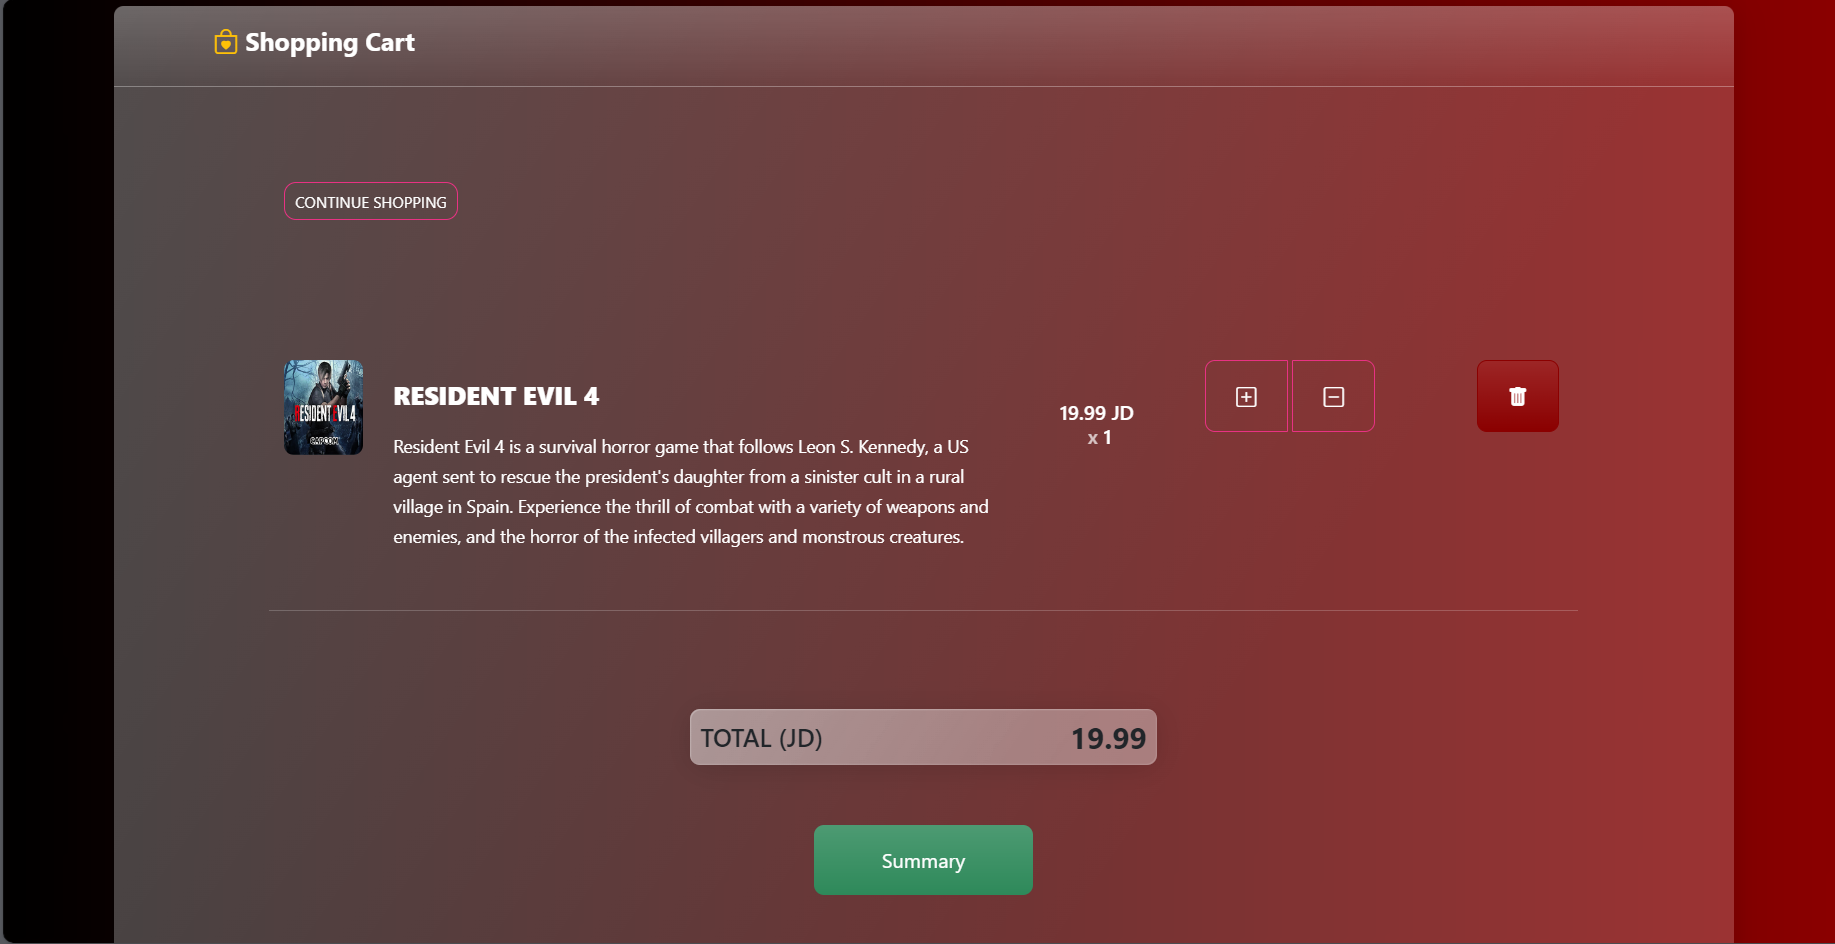 Shopping Cart
CONTINUE SHOPPING
RESIDENT EVIL 4
CAPCOM
RESIDENT EVIL 4
Resident Evil 4 is a survival horror game that follows Leon S. Kennedy, a US
agent sent to rescue the president's daughter from a sinister cult in a rural
village in Spain. Experience the thrill of combat with a variety of weapons and
enemies, and the horror of the infected villagers and monstrous creatures.
19.99 JD
x 1
TOTAL (JD) 19.99
Summary